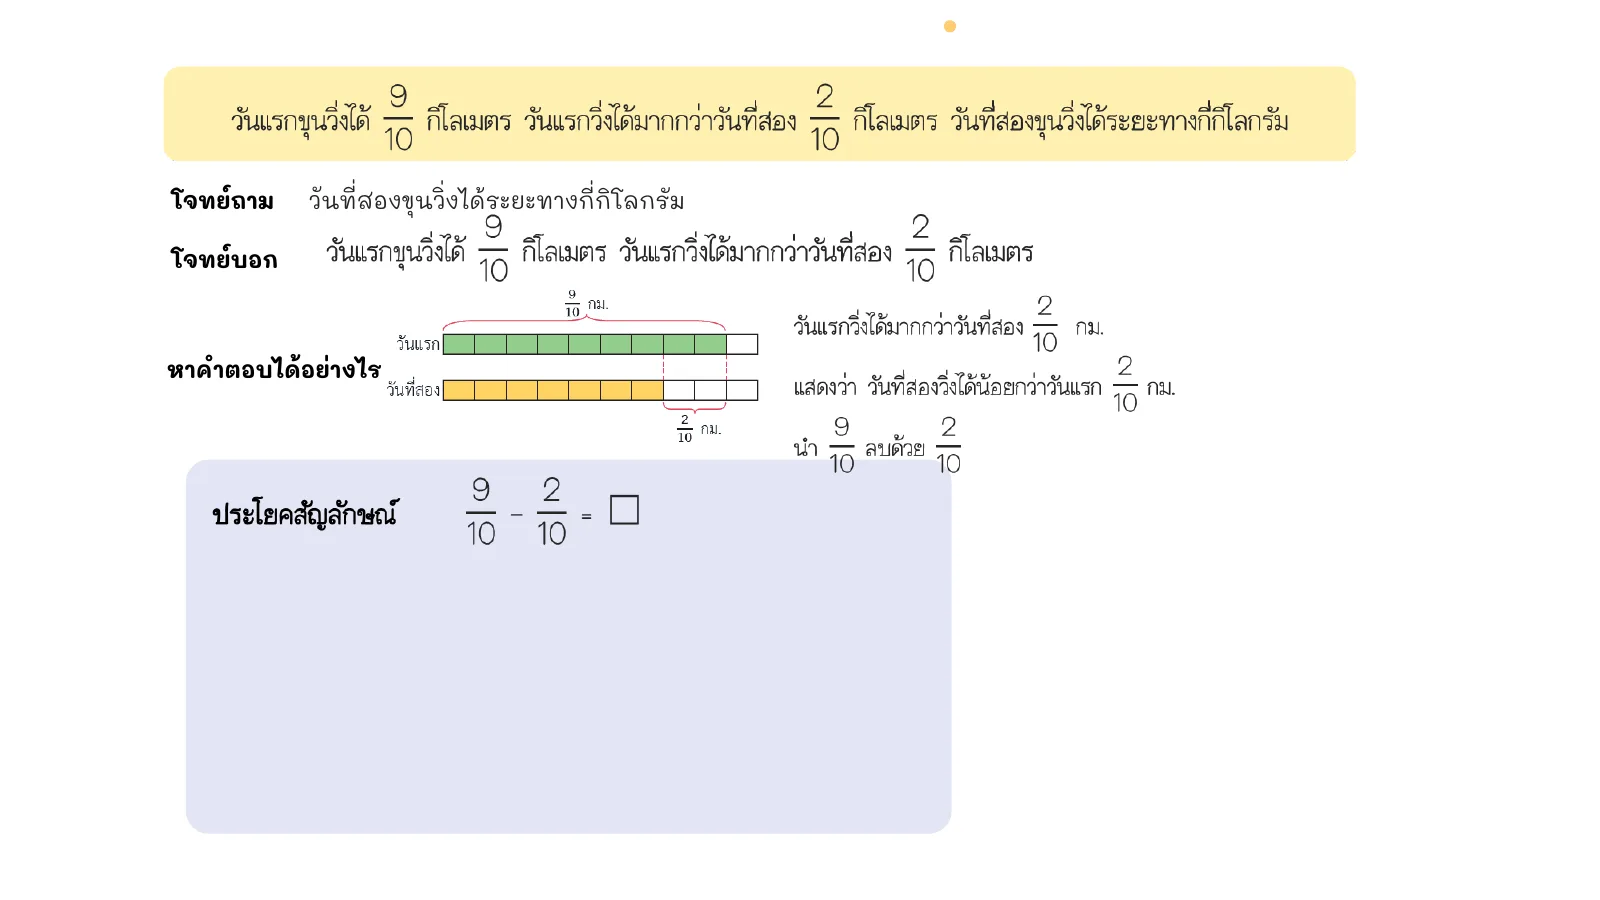 วันแรกขุนวิ่งได้ 9/10 กิโลเมตร วันแรกวิ่งได้มากกว่าวันที่สอง 2/10 กิโลเมตร วันที่สองขุนวิ่งได้ระยะทางกี่กิโลกรัม
โจทย์ถาม วันที่สองขุนวิ่งได้ระยะทางกี่กิโลกรัม
โจทย์บอก วันแรกขุนวิ่งได้ 9/10 กิโลเมตร วันแรกวิ่งได้มากกว่าวันที่สอง 2/10 กิโลเมตร
หาคำตอบได้อย่างไร
9/10 กม.
วันแรก
วันที่สอง
2/10 กม.
วันแรกวิ่งได้มากกว่าวันที่สอง 2/10 กม.
แสดงว่า วันที่สองวิ่งได้น้อยกว่าวันแรก 2/10 กม.
นำ 9/10 ลบด้วย 2/10
ประโยคสัญลักษณ์ 9/10 - 2/10 = □